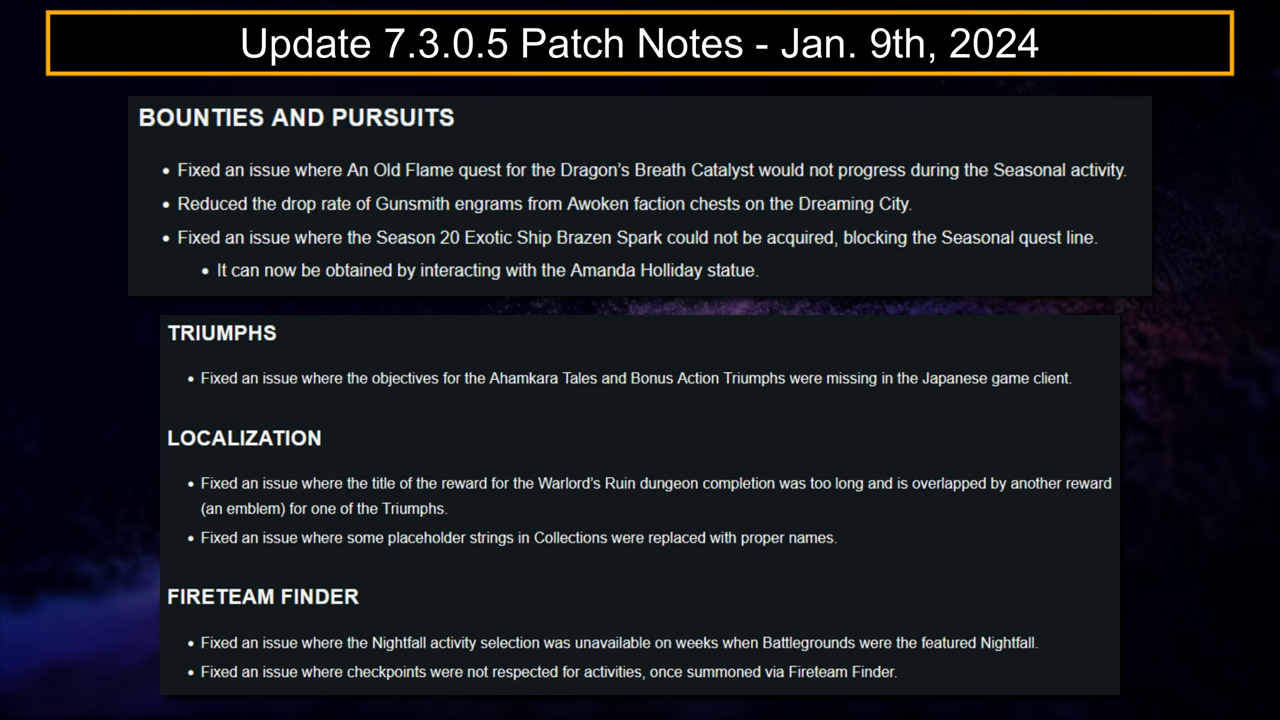 Update 7.3.0.5 Patch Notes - Jan. 9th, 2024
BOUNTIES AND PURSUITS
• Fixed an issue where An Old Flame quest for the Dragon's Breath Catalyst would not progress during the Seasonal activity.
• Reduced the drop rate of Gunsmith engrams from Awoken faction chests on the Dreaming City.
• Fixed an issue where the Season 20 Exotic Ship Brazen Spark could not be acquired, blocking the Seasonal quest line.
• It can now be obtained by interacting with the Amanda Holliday statue.
TRIUMPHS
• Fixed an issue where the objectives for the Ahamkara Tales and Bonus Action Triumphs were missing in the Japanese game client.
LOCALIZATION
• Fixed an issue where the title of the reward for the Warlord's Ruin dungeon completion was too long and is overlapped by another reward
(an emblem) for one of the Triumphs.
• Fixed an issue where some placeholder strings in Collections were replaced with proper names.
FIRETEAM FINDER
• Fixed an issue where the Nightfall activity selection was unavailable on weeks when Battlegrounds were the featured Nightfall.
• Fixed an issue where checkpoints were not respected for activities, once summoned via Fireteam Finder.